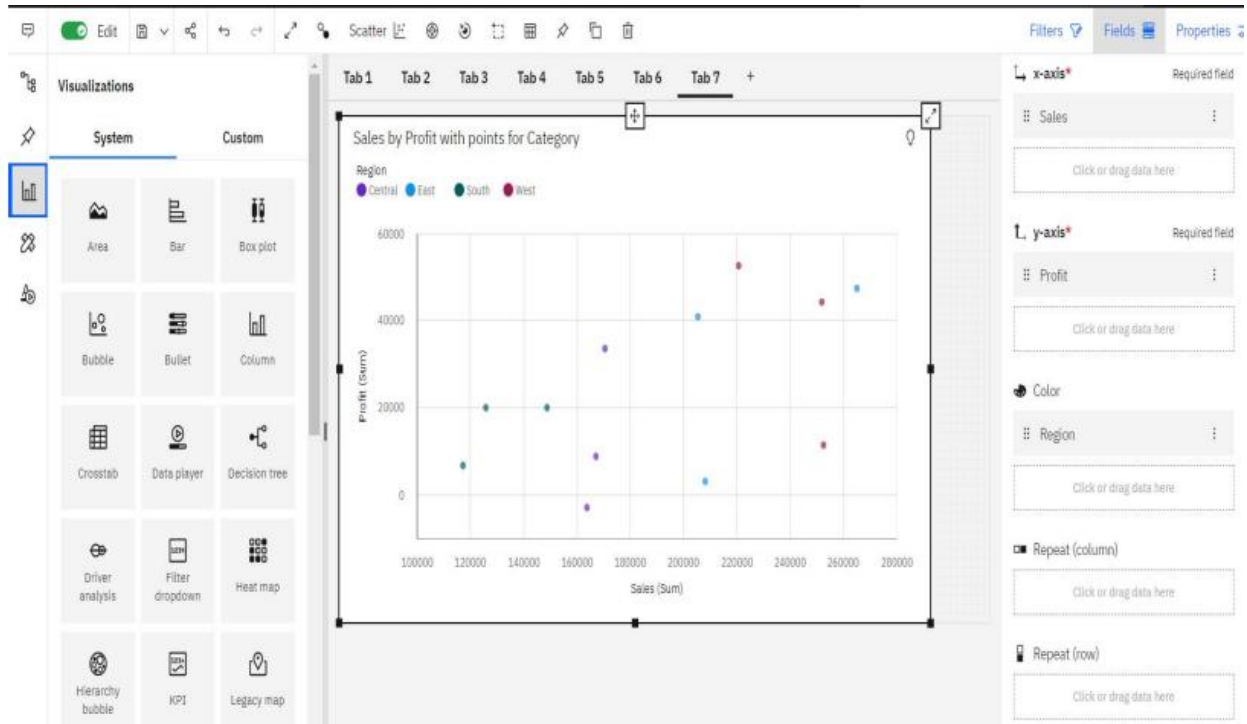 Edit
Scatter
Filters
Fields
Properties
Visualizations
System
Custom
Area
Bar
Box plot
Bubble
Bullet
Column
Crosstab
Data player
Decision tree
Driver
analysis
Filter
dropdown
Heat map
Hierarchy
bubble
KPI
Legacy map
Tab 1
Tab 2
Tab 3
Tab 4
Tab 5
Tab 6
Tab 7
+
Sales by Profit with points for Category
Region
Central
East
South
West
60000
40000
20000
0
Profit (Sum)
100000
120000
140000
160000
180000
200000
220000
240000
260000
280000
Sales (Sum)
x-axis*
Required field
Sales
Click or drag data here
y-axis*
Required field
Profit
Click or drag data here
Color
Region
Click or drag data here
Repeat (column)
Click or drag data here
Repeat (row)
Click or drag data here